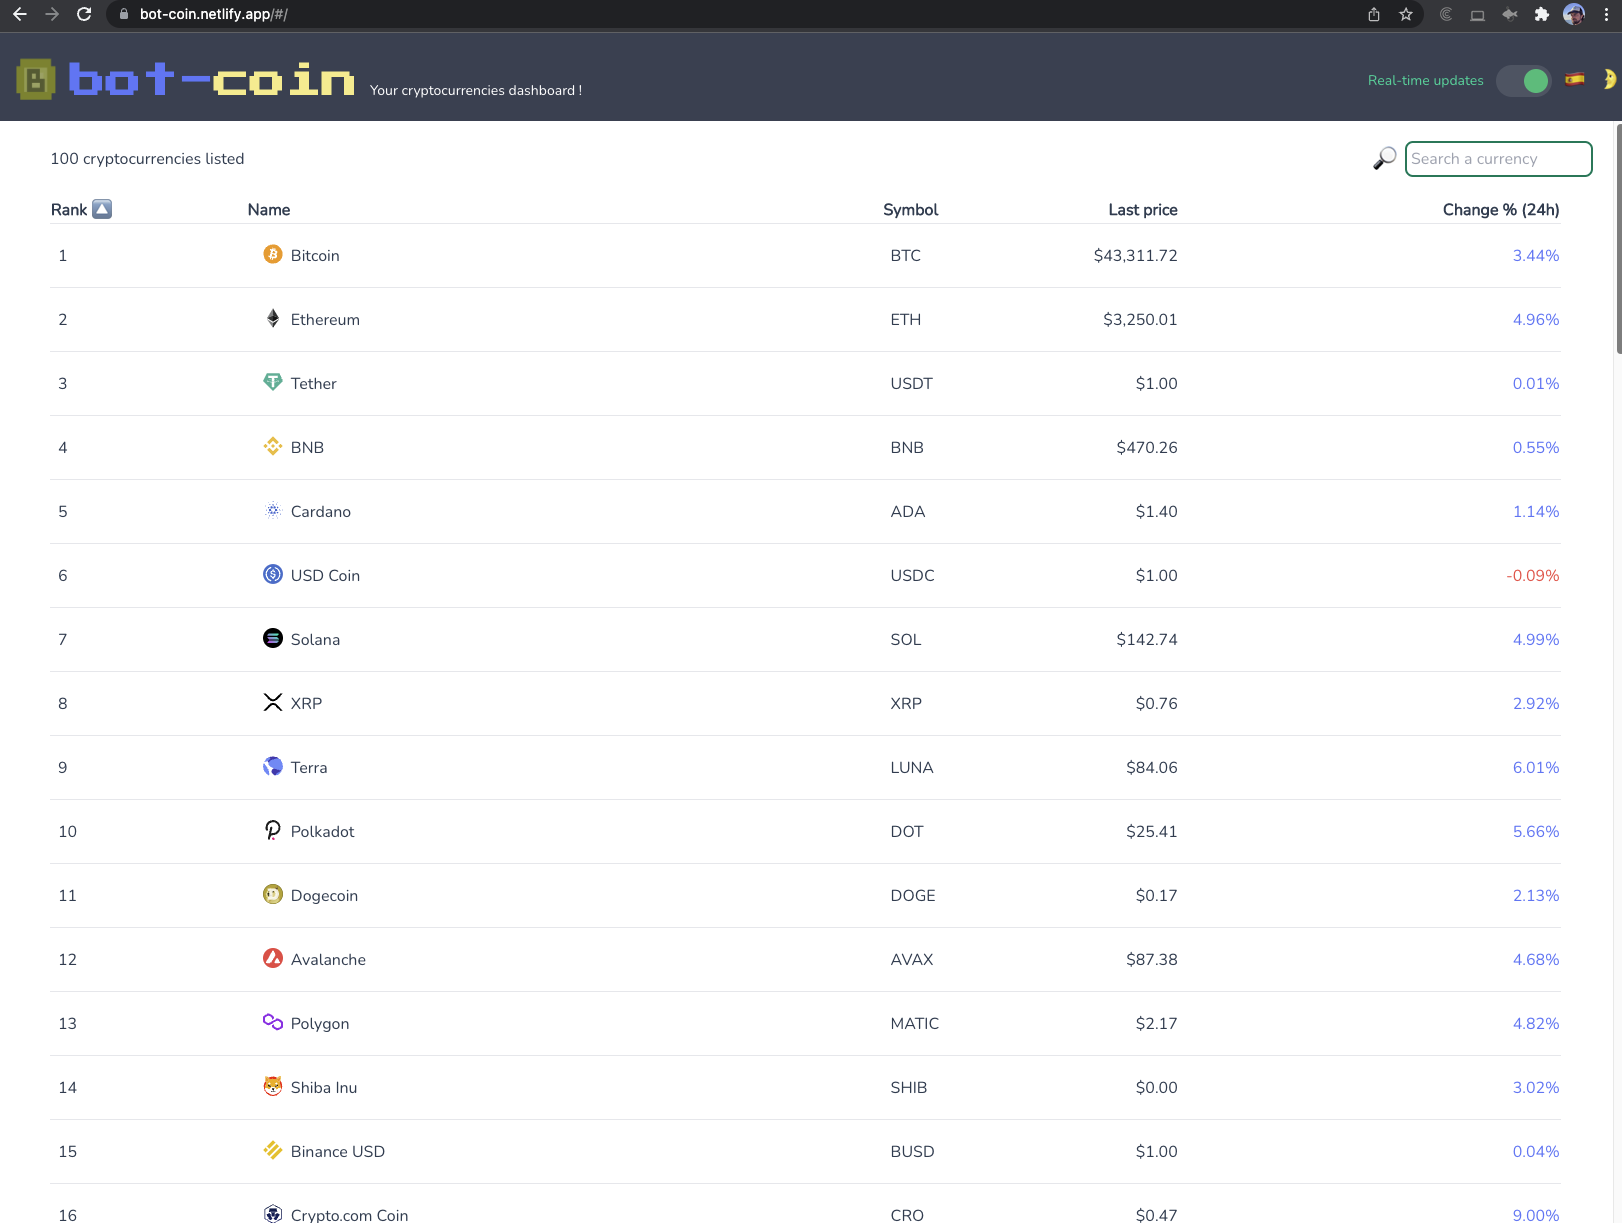 bot-coin.netlify.app/#/
bot-coin Your cryptocurrencies dashboard ! Real-time updates
100 cryptocurrencies listed Search a currency
Rank Name Symbol Last price Change % (24h)
1 Bitcoin BTC $43,311.72 3.44%
2 Ethereum ETH $3,250.01 4.96%
3 Tether USDT $1.00 0.01%
4 BNB BNB $470.26 0.55%
5 Cardano ADA $1.40 1.14%
6 USD Coin USDC $1.00 -0.09%
7 Solana SOL $142.74 4.99%
8 XRP XRP $0.76 2.92%
9 Terra LUNA $84.06 6.01%
10 Polkadot DOT $25.41 5.66%
11 Dogecoin DOGE $0.17 2.13%
12 Avalanche AVAX $87.38 4.68%
13 Polygon MATIC $2.17 4.82%
14 Shiba Inu SHIB $0.00 3.02%
15 Binance USD BUSD $1.00 0.04%
16 Crypto.com Coin CRO $0.47 9.00%